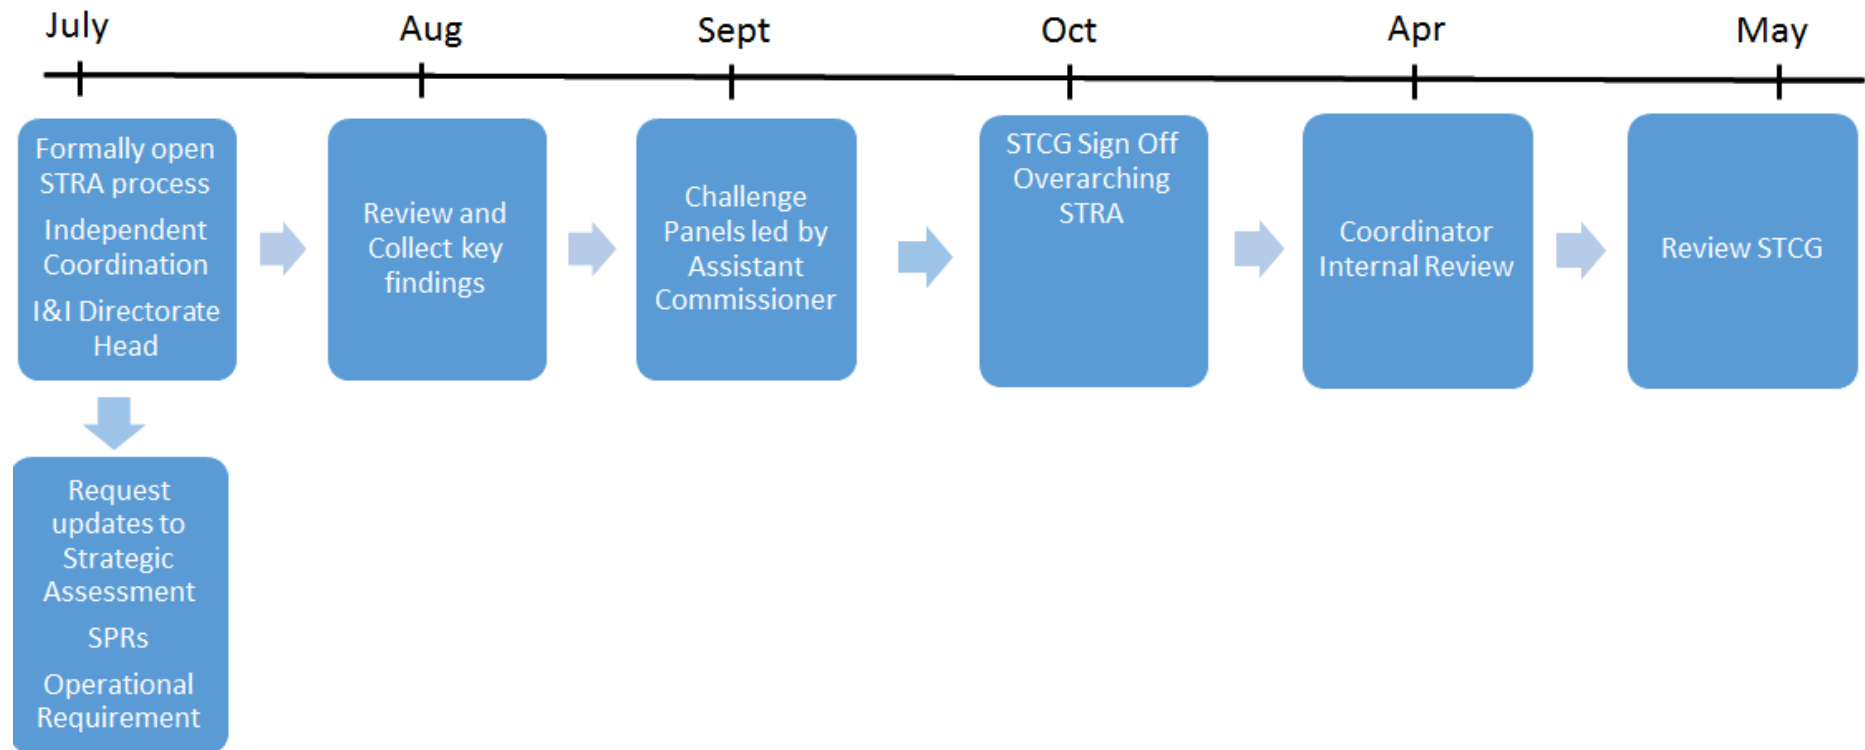 July
Aug
Sept
Oct
Apr
May
Formally open
STRA process
Independent
Coordination
I&I Directorate
Head
Review and
Collect key
findings
Challenge
Panels led by
Assistant
Commissioner
STCG Sign Off
Overarching
STRA
Coordinator
Internal Review
Review STCG
Request
updates to
Strategic
Assessment
SPRs
Operational
Requirement